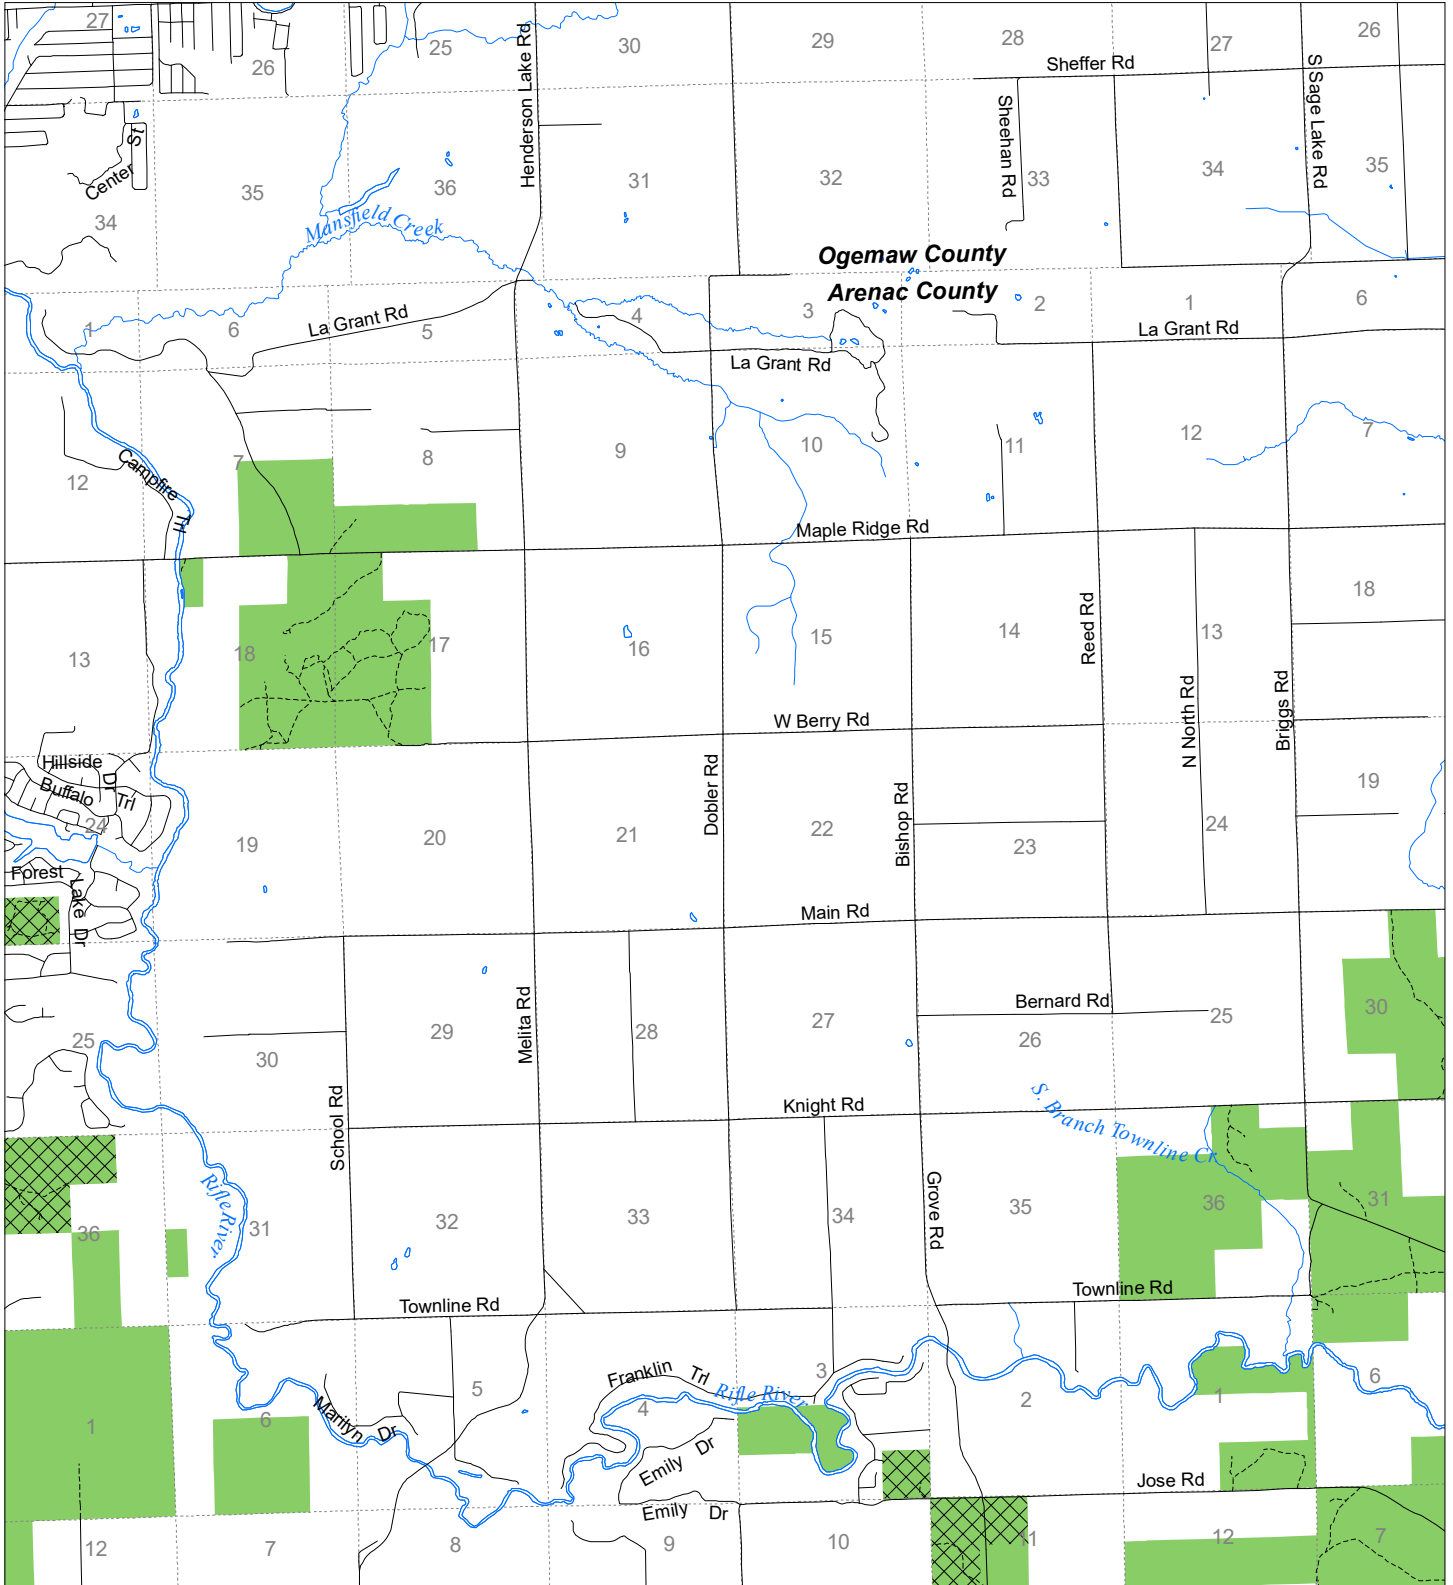 27
26
25
30
29
28
27
26
Sheffer Rd
Henderson Lake Rd
Sheehan Rd
S Sage Lake Rd
Center St
34
35
36
31
32
33
34
35
Mansfield Creek
Ogemaw County
Arenac County
1
6
La Grant Rd
5
4
3
2
1
6
La Grant Rd
La Grant Rd
12
7
8
9
10
11
12
7
Campfire Trl
Maple Ridge Rd
13
18
17
16
15
14
13
18
Reed Rd
N North Rd
Briggs Rd
W Berry Rd
Hillside Dr
Buffalo Trl
24
19
20
21
22
23
24
19
Dobler Rd
Bishop Rd
Forest Lake Dr
Main Rd
25
30
29
28
27
26
25
30
Melita Rd
Bernard Rd
School Rd
Knight Rd
S. Branch Townline Cr
Rifle River
36
31
32
33
34
35
36
31
Grove Rd
Townline Rd
Townline Rd
1
6
5
4
3
2
1
6
Franklin Trl
Rifle River
Marilyn Dr
Emily Dr
Emily Dr
Jose Rd
12
7
8
9
10
11
12
7